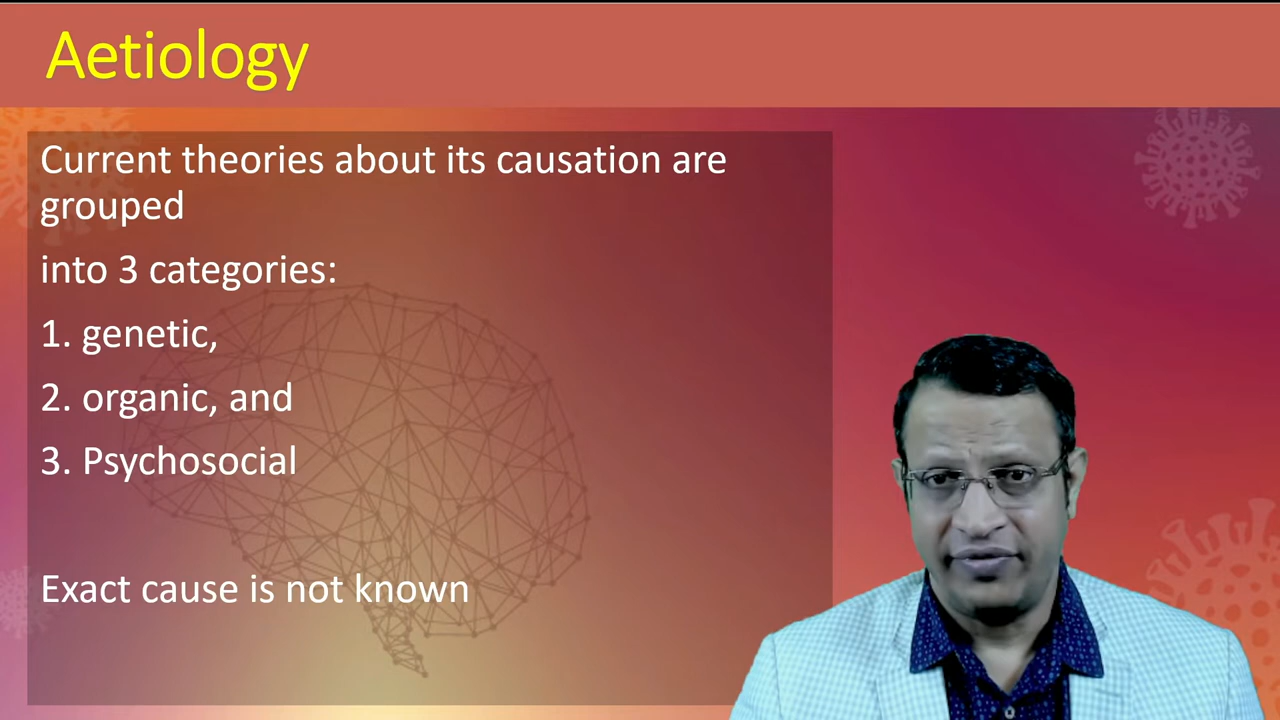 Aetiology
Current theories about its causation are
grouped
into 3 categories:
1. genetic,
2. organic, and
3. Psychosocial
Exact cause is not known